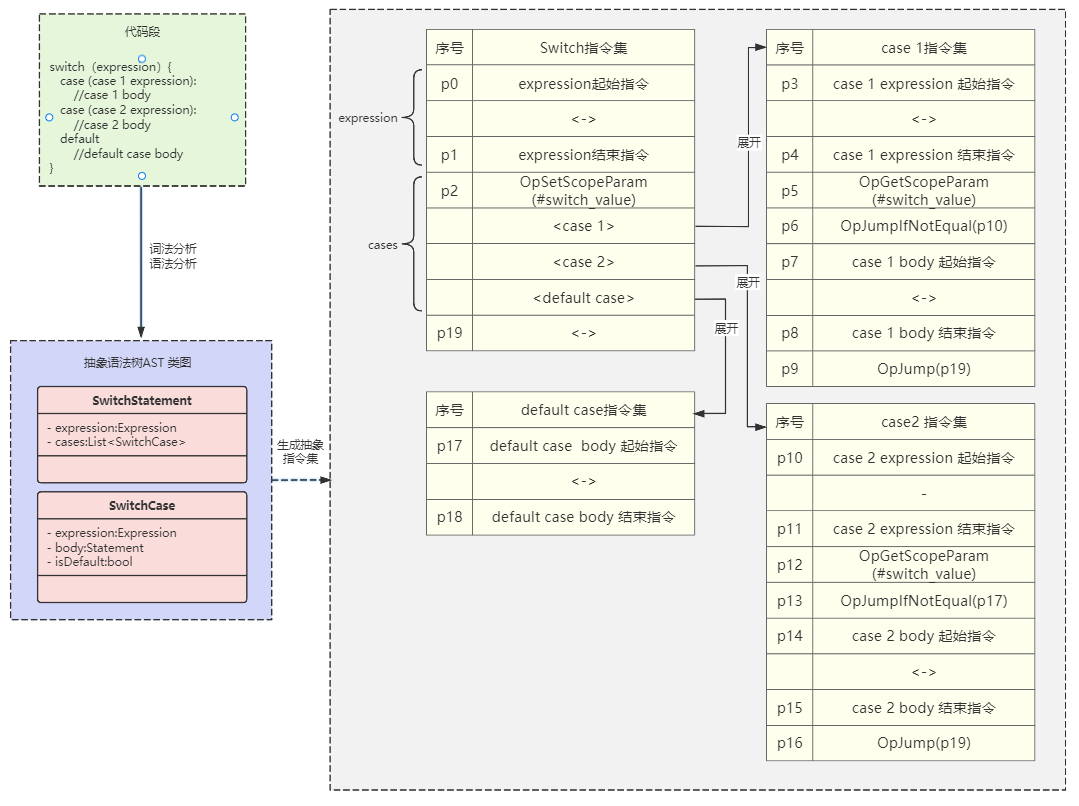 代码段
switch（expression）{
case (case 1 expression):
//case 1 body
case (case 2 expression):
//case 2 body
default
//default case body
}
词法分析
语法分析
抽象语法树AST 类图
SwitchStatement
- expression:Expression
- cases:List<SwitchCase>
SwitchCase
- expression:Expression
- body:Statement
- isDefault:bool
生成抽象
指令集
expression
cases
序号 Switch指令集
p0 expression起始指令
<->
p1 expression结束指令
p2 OpSetScopeParam
(#switch_value)
<case 1>
<case 2>
<default case>
p19 <->
展开
展开
展开
序号 default case指令集
p17 default case  body 起始指令
<->
p18 default case body 结束指令
序号 case 1指令集
p3 case 1 expression 起始指令
<->
p4 case 1 expression 结束指令
p5 OpGetScopeParam
(#switch_value)
p6 OpJumpIfNotEqual(p10)
p7 case 1 body 起始指令
<->
p8 case 1 body 结束指令
p9 OpJump(p19)
序号 case2 指令集
p10 case 2 expression 起始指令
-
p11 case 2 expression 结束指令
p12 OpGetScopeParam
(#switch_value)
p13 OpJumpIfNotEqual(p17)
p14 case 2 body 起始指令
<->
p15 case 2 body 结束指令
p16 OpJump(p19)